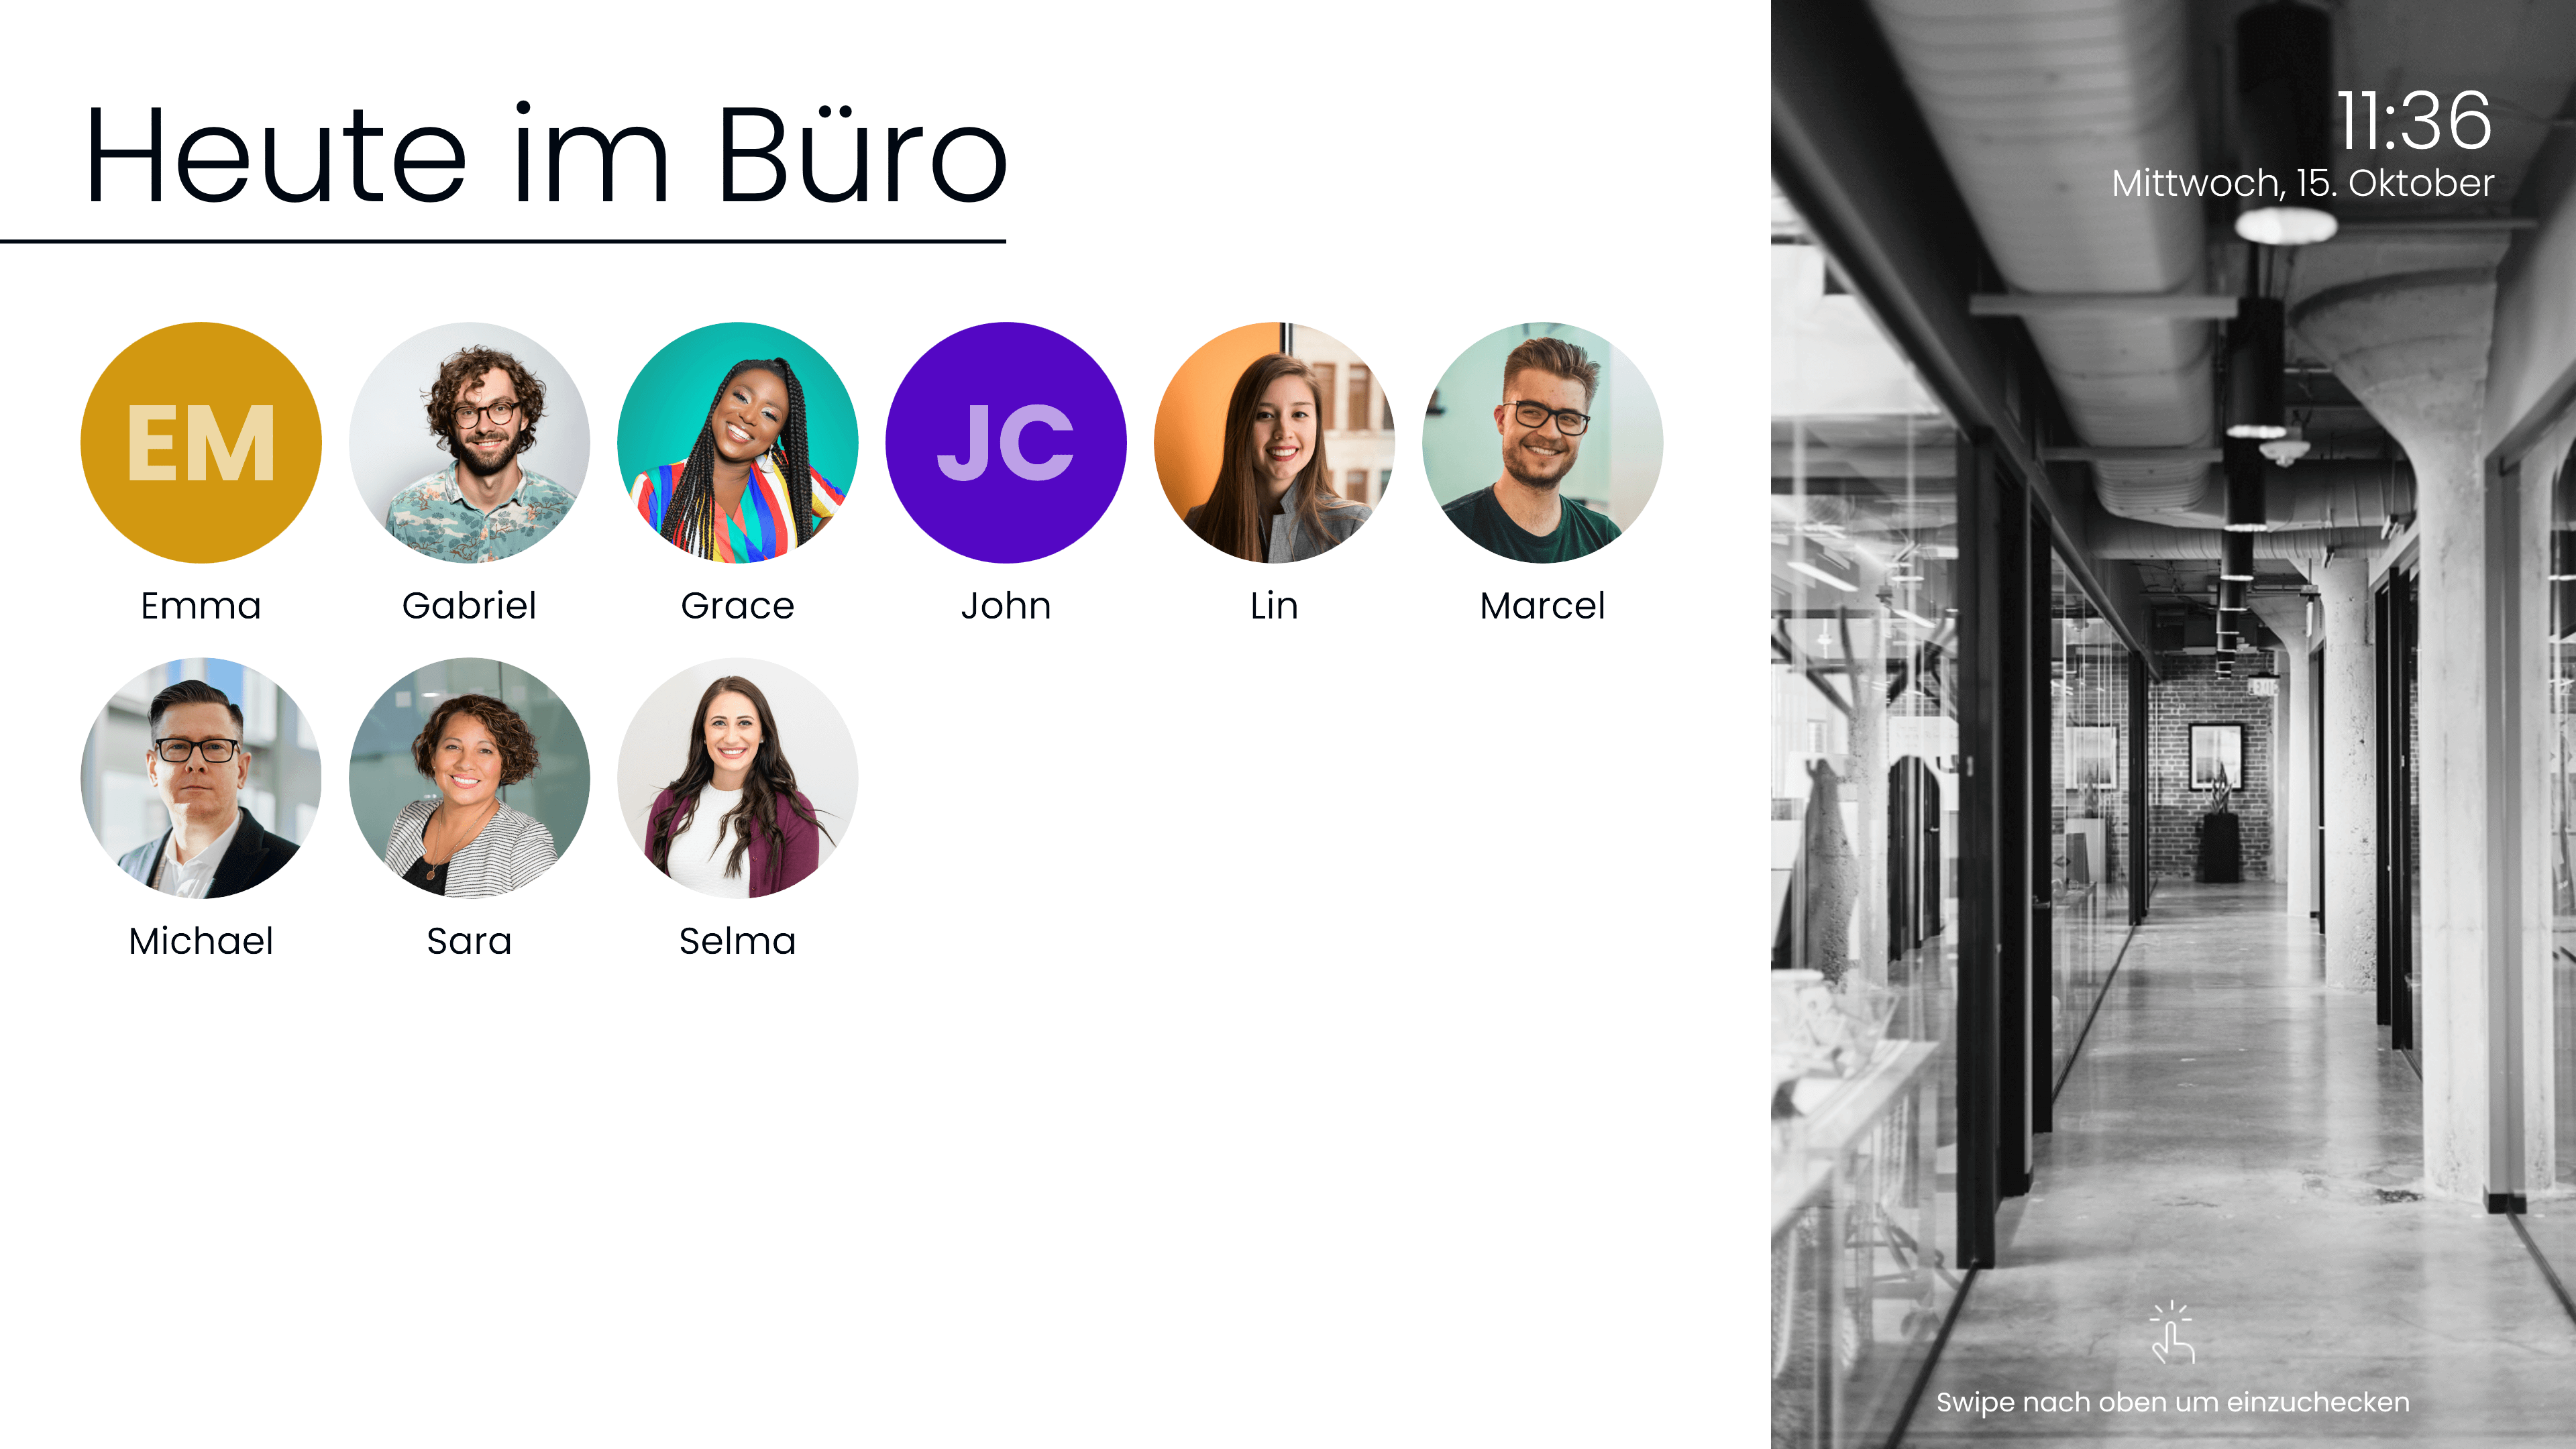 Heute im Büro
11:36
Mittwoch, 15. Oktober
EM
JC
Emma
Gabriel
Grace
John
Lin
Marcel
Michael
Sara
Selma
EXIT
Swipe nach oben um einzuchecken